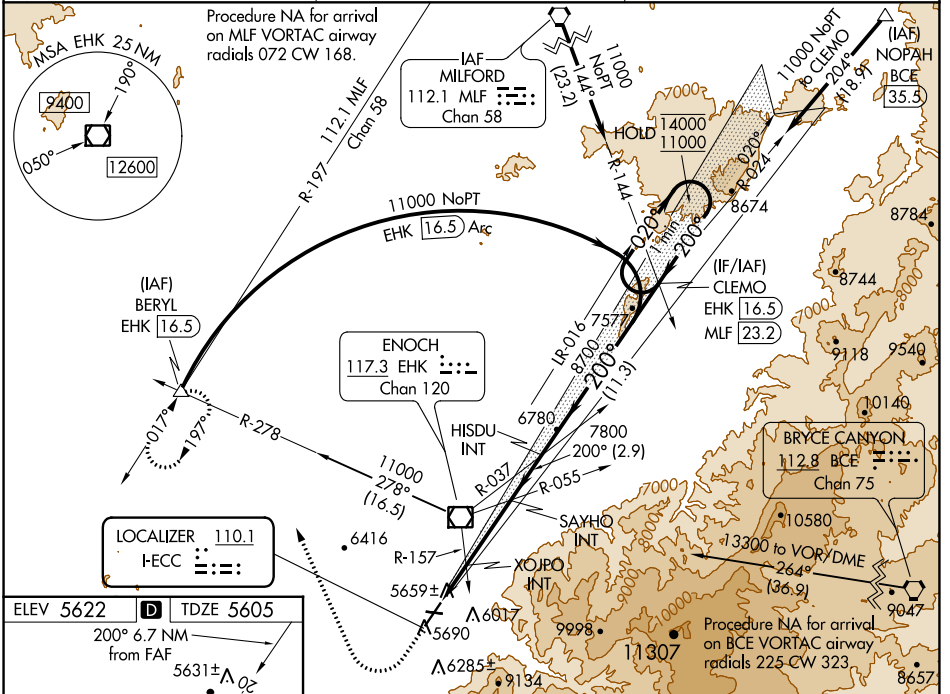 Procedure NA for arrival
on MLF VORTAC airway
radials 072 CW 168.
MSA EHK 25 NM
190°
9400
050°
12600
112.1 MLF
Chan 58
R-197
IAF
MILFORD
112.1 MLF
Chan 58
11000
NoPT
144°
(23.2)
R-144
HOLD
14000
11000
7000
11000 NoPT
to CLEMO
204°
(18.9)
(IAF)
NOPAH
BCE
35.5
020°
R-024
8674
8784
11000 NoPT
EHK 16.5 Arc
020°
1 min
200°
(IF/IAF)
CLEMO
EHK 16.5
MLF 23.2
8744
7000
(IAF)
BERYL
EHK 16.5
7577
LR-016
8700
200°
(11.3)
9118
9540
10140
ENOCH
117.3 EHK
Chan 120
017°
197°
R-278
6780
HISDU
INT
7800
200° (2.9)
R-037
R-055
7000
BRYCE CANYON
112.8 BCE
Chan 75
11000
278°
(16.5)
SAYHO
INT
10580
LOCALIZER 110.1
I-ECC
6416
R-157
XOJPO
INT
13300 to VOR/DME
264°
(36.9)
9047
5659±
6017
5690
9998
11307
Procedure NA for arrival
on BCE VORTAC airway
radials 225 CW 323.
6285±
9134
8657
ELEV 5622 D TDZE 5605
200° 6.7 NM
from FAF
5631±
20